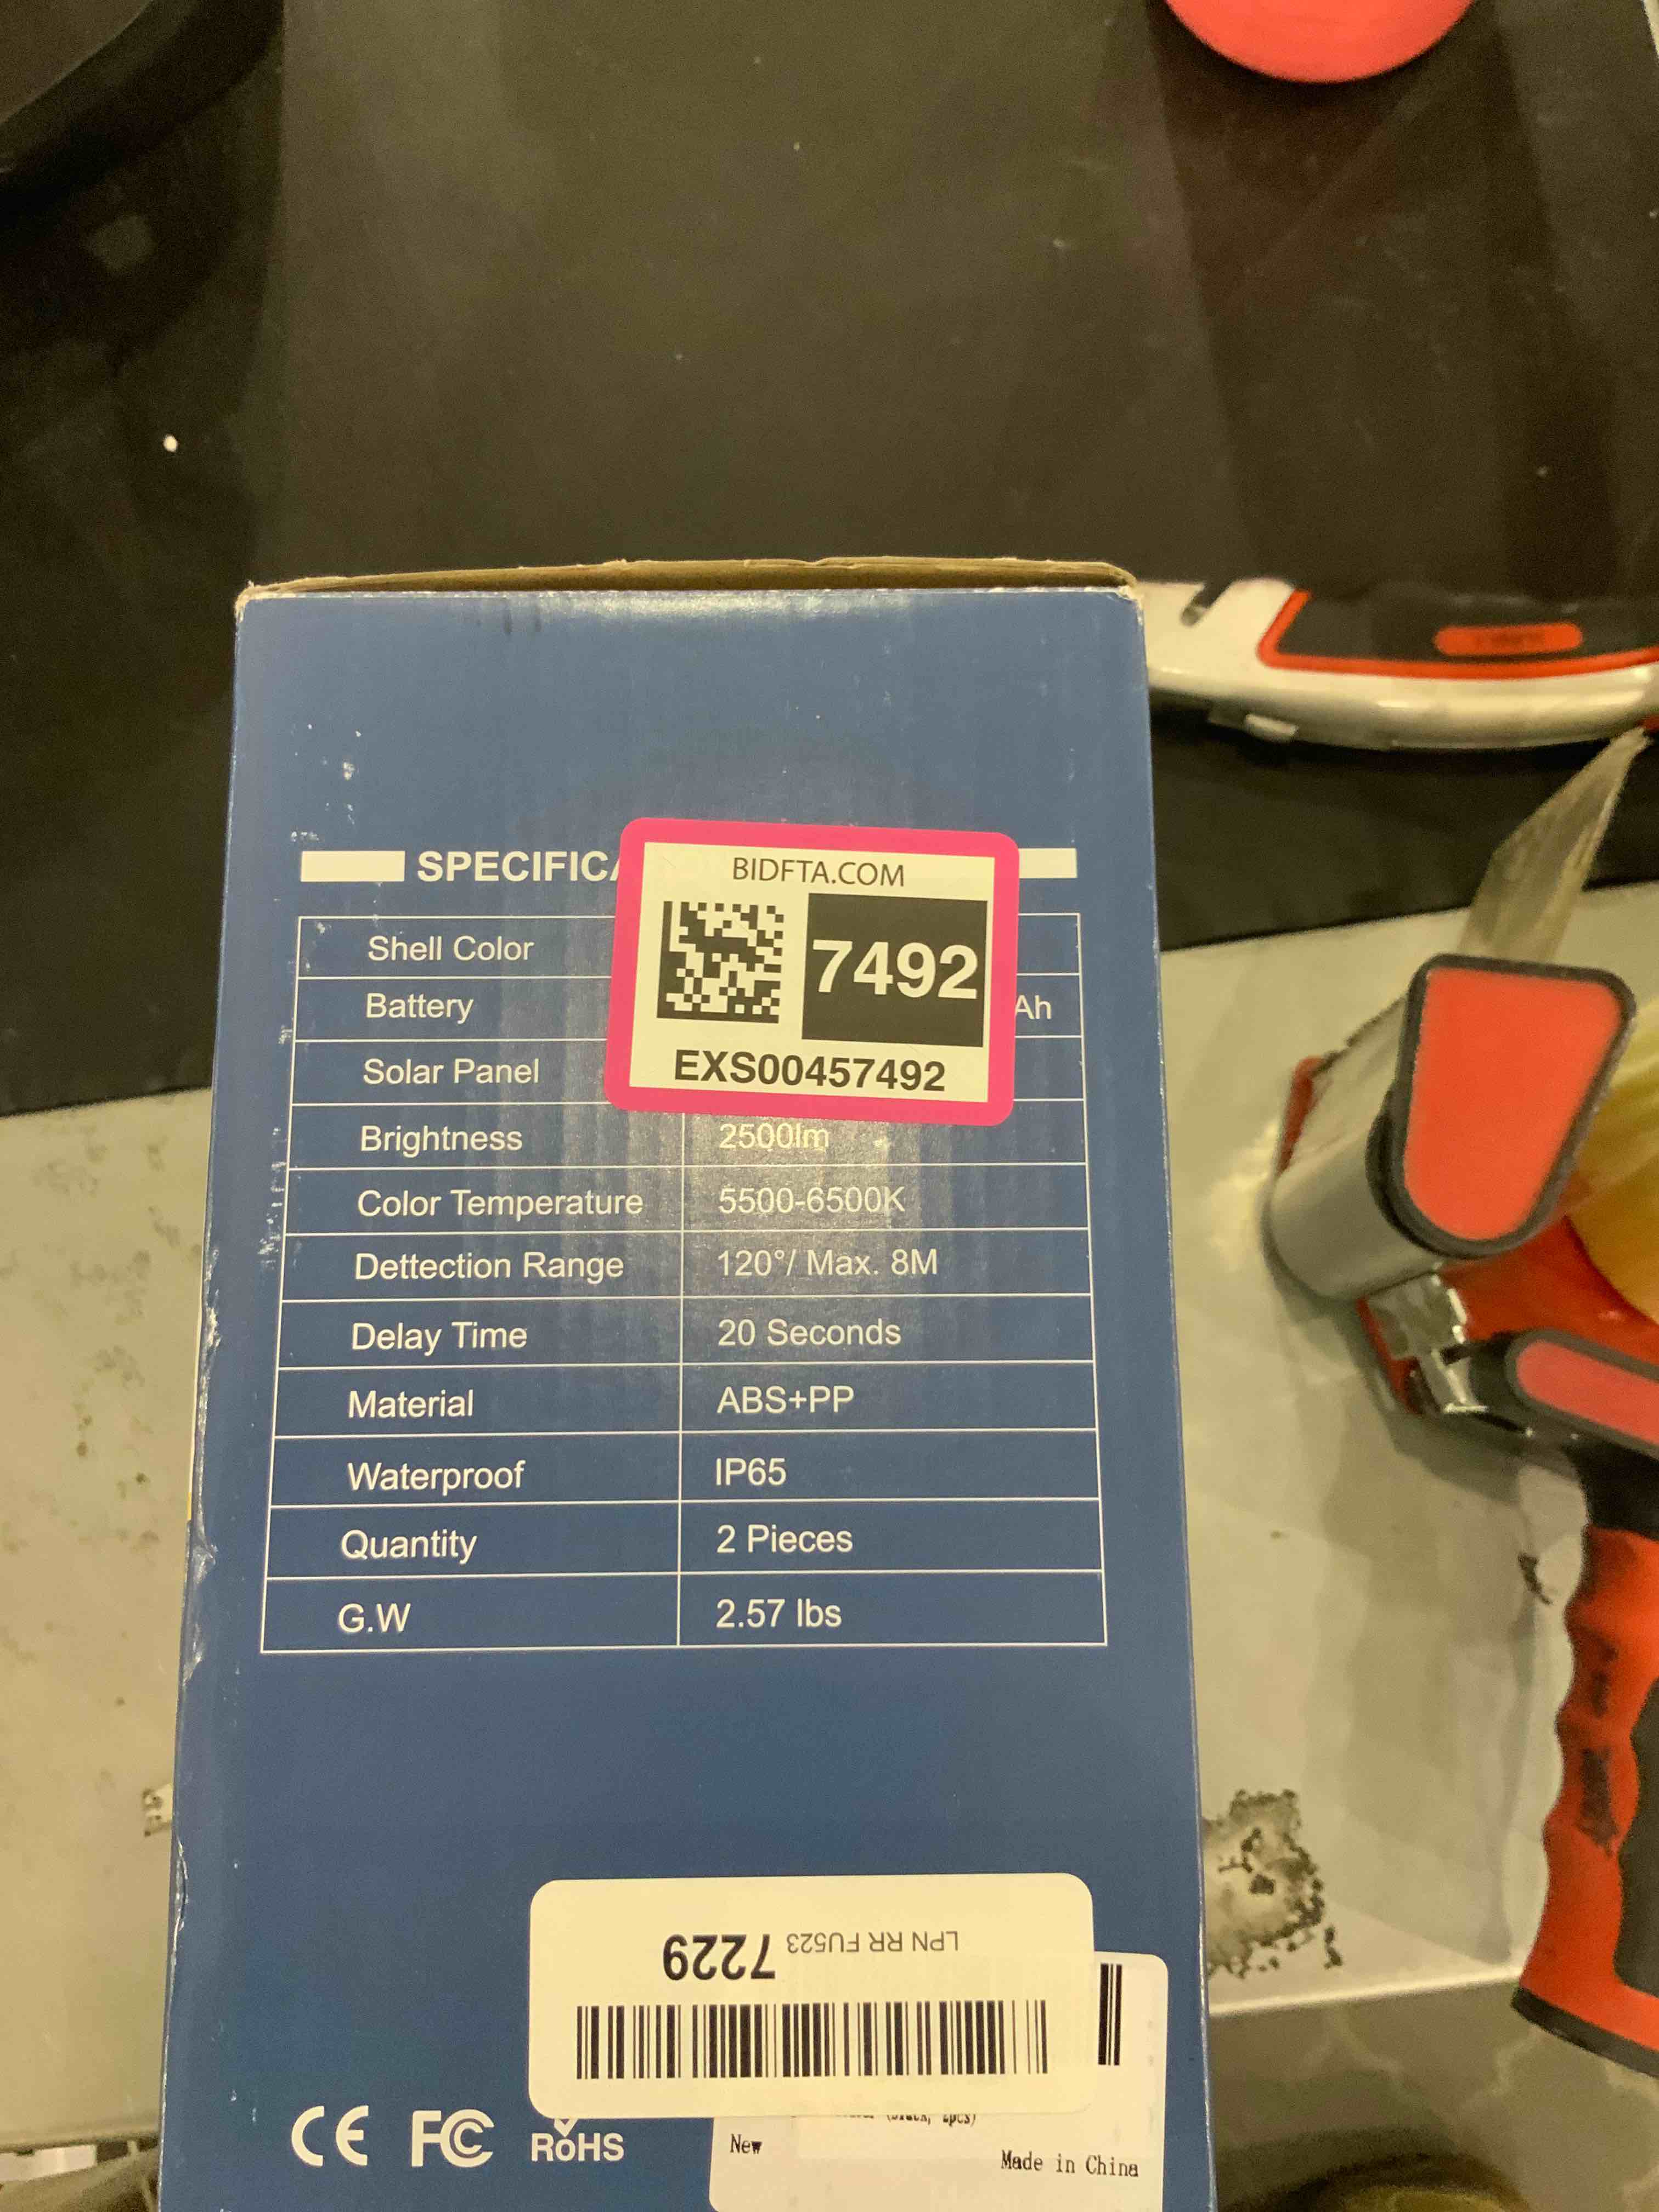 SPECIFICA
BIDFTA.COM
7492
EXS00457492
Shell Color
Battery Ah
Solar Panel
Brightness 2500lm
Color Temperature 5500-6500K
Dettection Range 120°/ Max. 8M
Delay Time 20 Seconds
Material ABS+PP
Waterproof IP65
Quantity 2 Pieces
G.W 2.57 lbs
LPN RR FU523 7229
CE FC RoHS
(Black, 2pcs)
New
Made in China